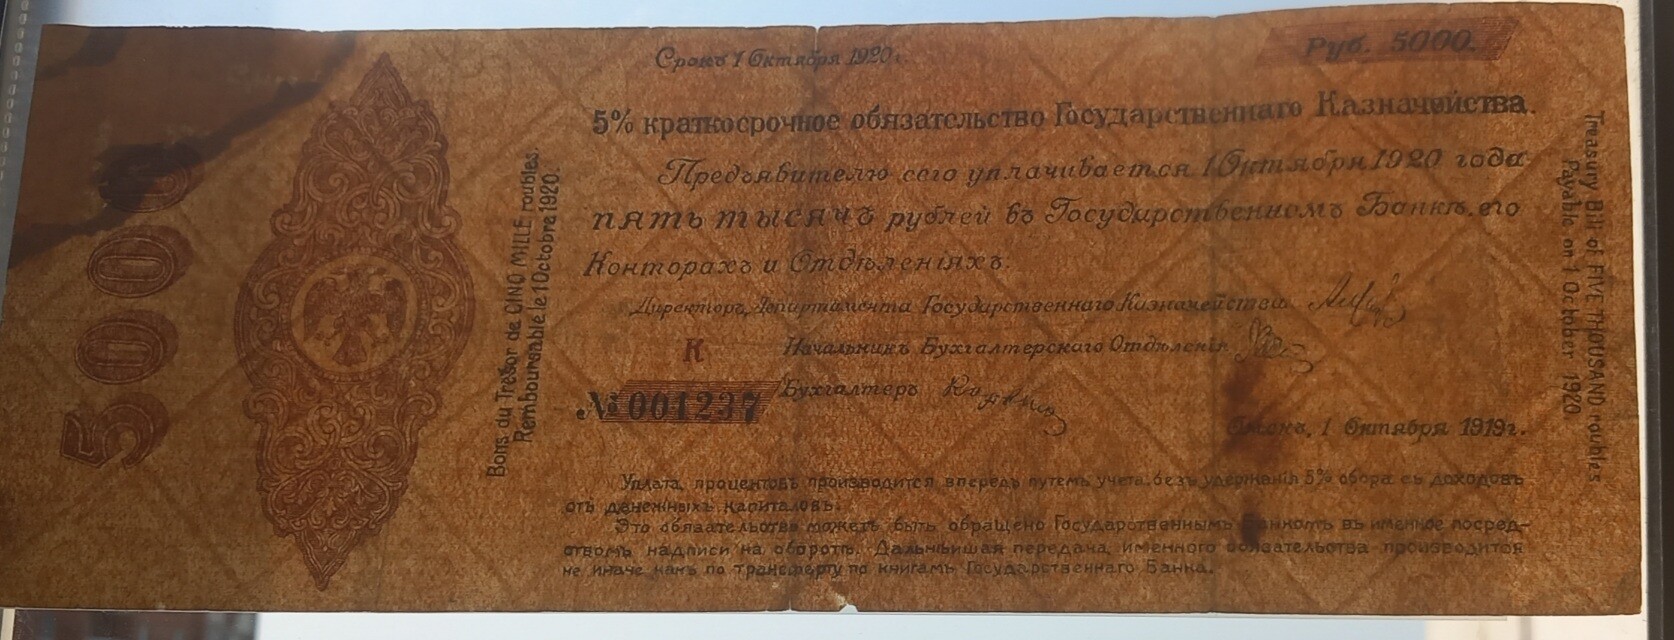 5000
Bons du Trésor de CINQ MILLE roubles.
Remboursable le 1 Octobre 1920.
Срокъ 1 Октября 1920 г.
Руб. 5000.
5% краткосрочное обязательство Государственнаго Казначейства.
Предъявителю сего уплачивается 1 Октября 1920 года
пять тысячъ рублей въ Государственномъ Банкѣ, его
Конторахъ и Отдѣленіяхъ.
Директоръ Департамента Государственнаго Казначейства
К
Начальникъ Бухгалтерскаго Отдѣленія
№ 001237
Бухгалтеръ
Омскъ, 1 Октября 1919 г.
Уплата процентовъ производится впередъ путемъ учета, безъ удержанія 5% сбора съ доходовъ
отъ денежныхъ капиталовъ.
Это обязательство можетъ быть обращено Государственнымъ Банкомъ въ именное посред-
ствомъ надписи на оборотѣ. Дальнѣйшая передача именного обязательства производится
не иначе какъ по трансферту по книгамъ Государственнаго Банка.
Treasury Bill of FIVE THOUSAND roubles
Payable on 1 October 1920